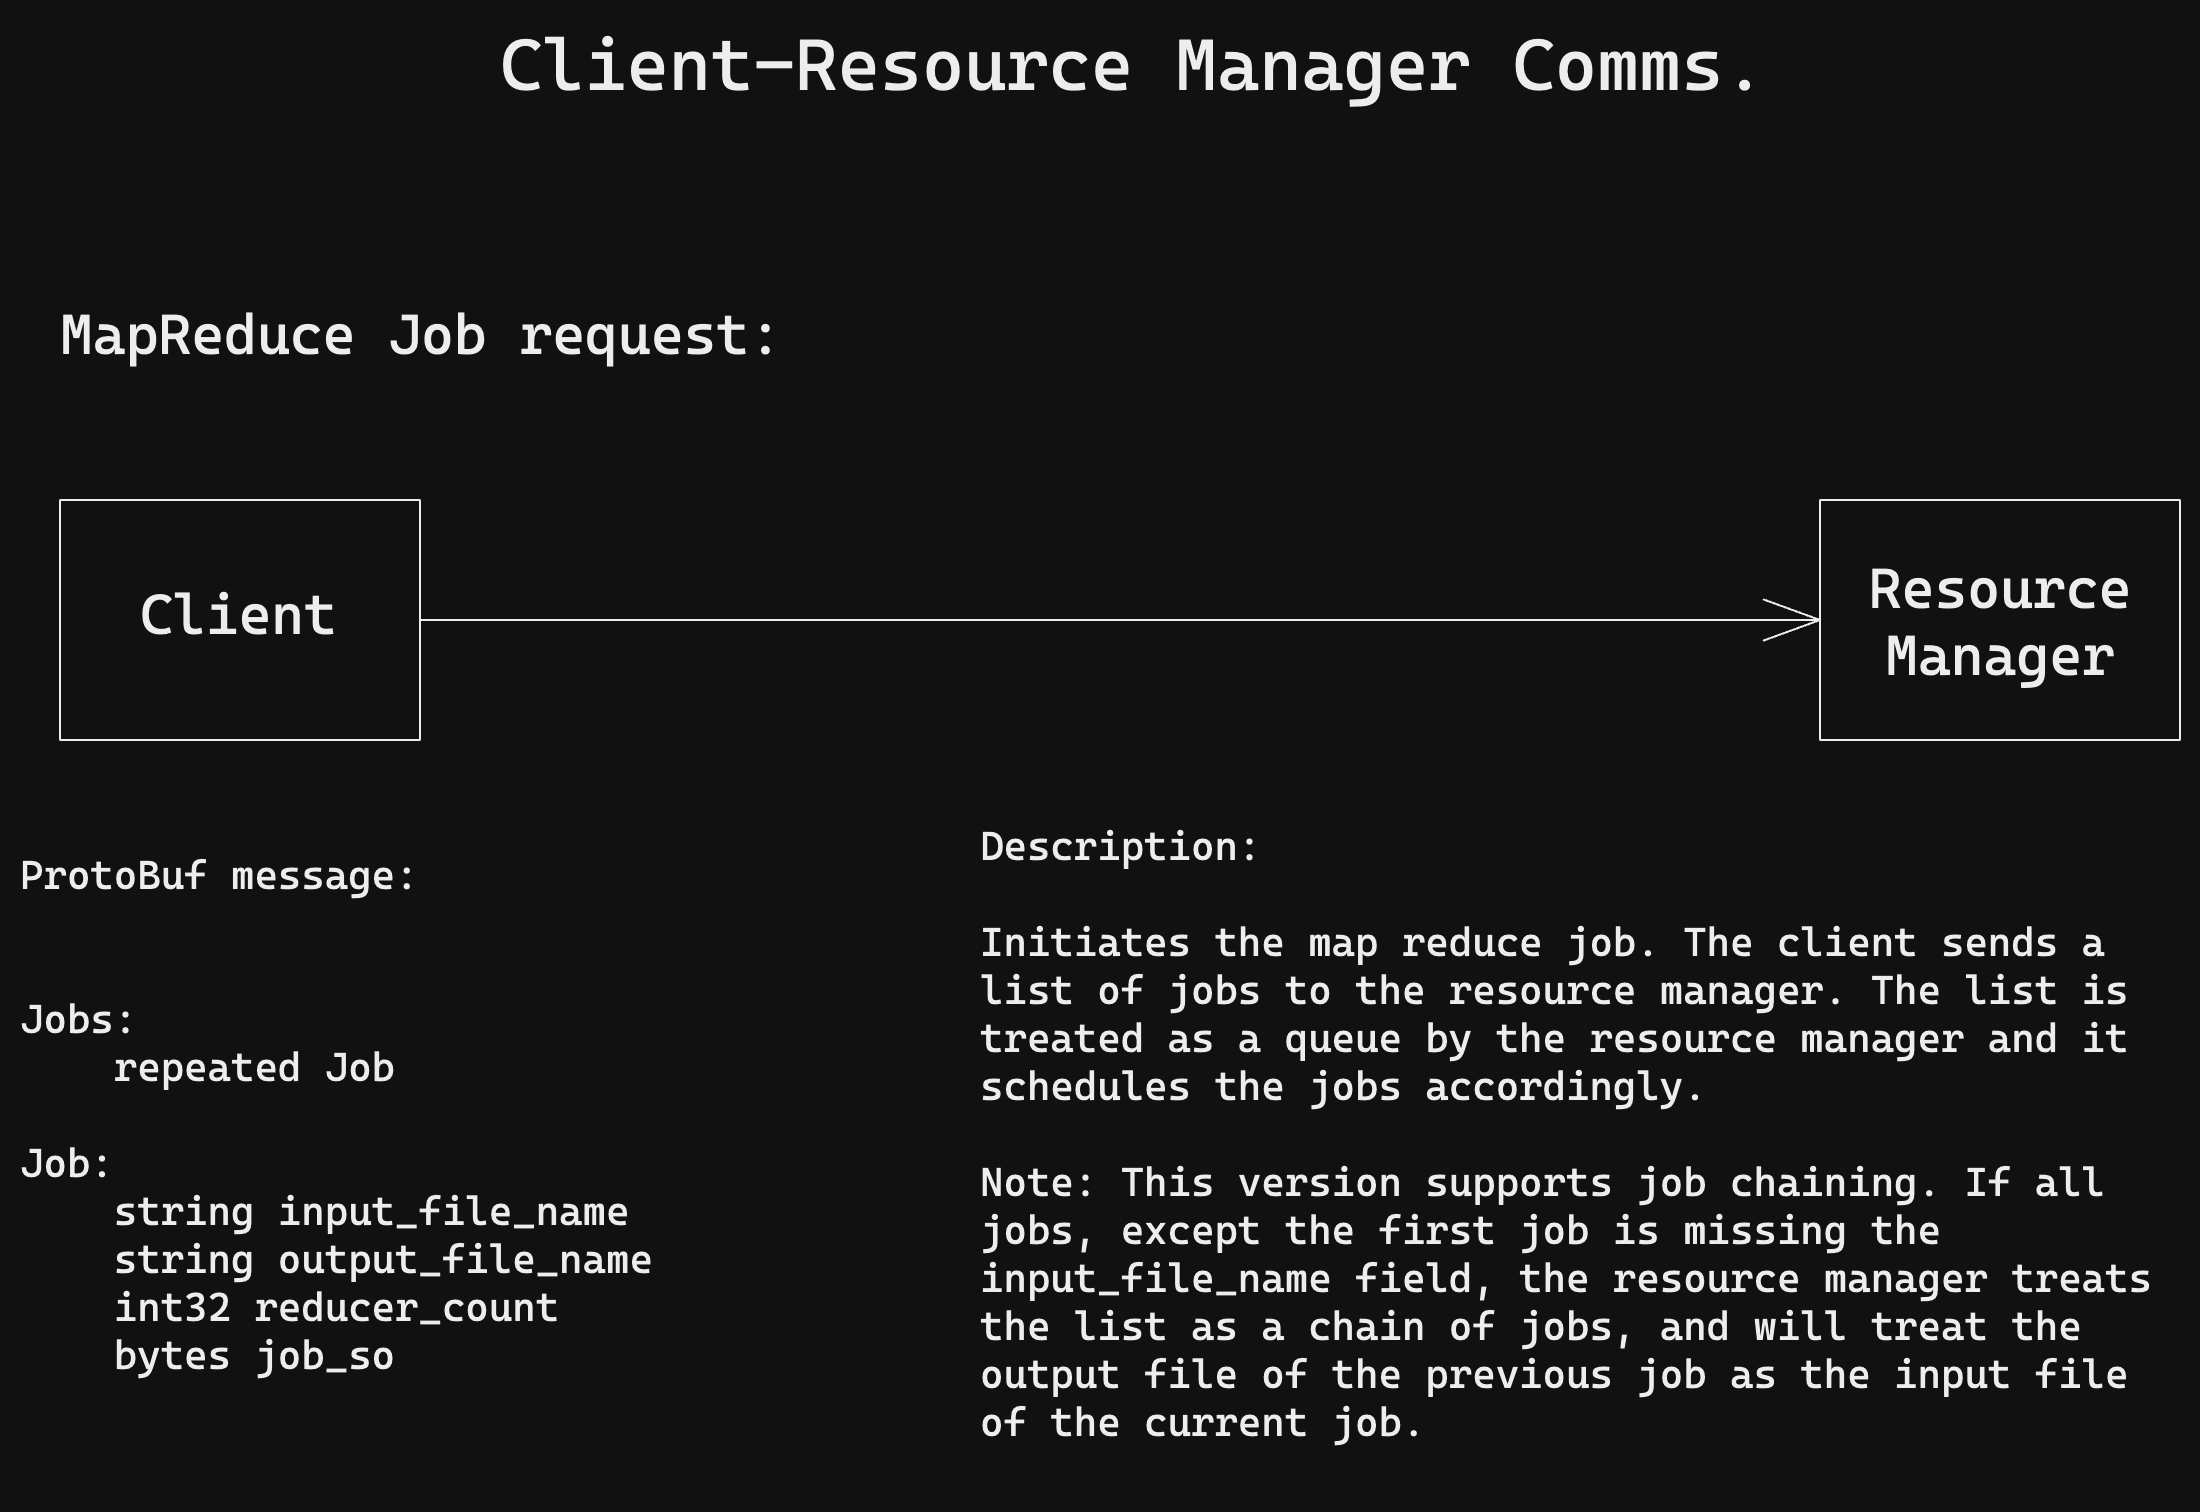 Client-Resource Manager Comms.
MapReduce Job request:
Client
Resource
Manager
ProtoBuf message:
Jobs:
repeated Job
Job:
string input_file_name
string output_file_name
int32 reducer_count
bytes job_so
Description:
Initiates the map reduce job. The client sends a
list of jobs to the resource manager. The list is
treated as a queue by the resource manager and it
schedules the jobs accordingly.
Note: This version supports job chaining. If all
jobs, except the first job is missing the
input_file_name field, the resource manager treats
the list as a chain of jobs, and will treat the
output file of the previous job as the input file
of the current job.